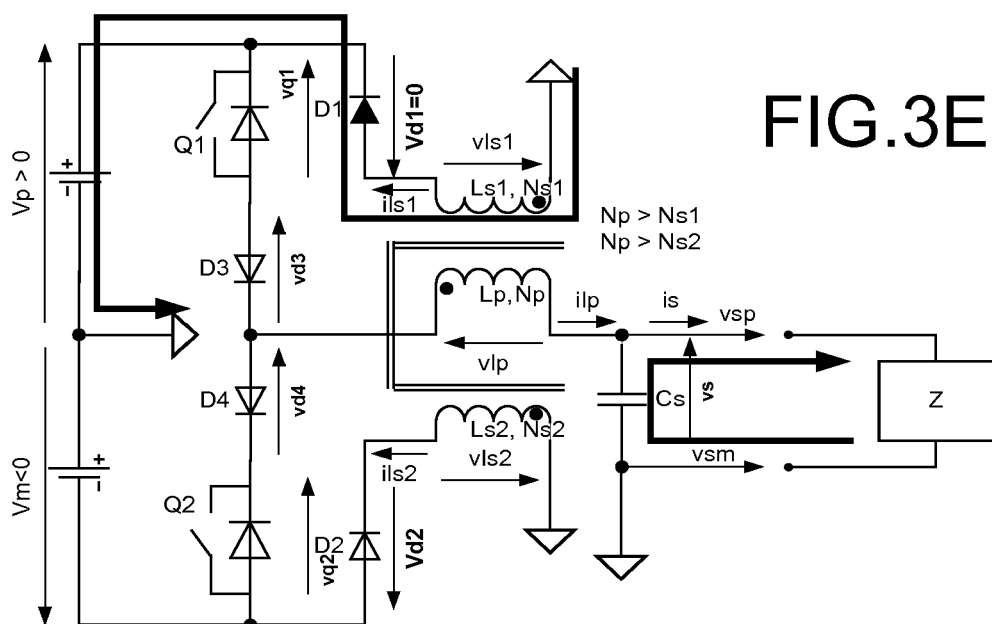 FIG.3E
Vp > 0
+
–
Q1
vq1
D1
Vd1=0
vls1
ils1
Ls1, Ns1
Np > Ns1
Np > Ns2
D3
vd3
Lp, Np
ilp
is
vsp
vlp
D4
vd4
Cs
vs
Z
Ls2, Ns2
vsm
Vm<0
+
–
ils2
vls2
Q2
vq2
D2
Vd2